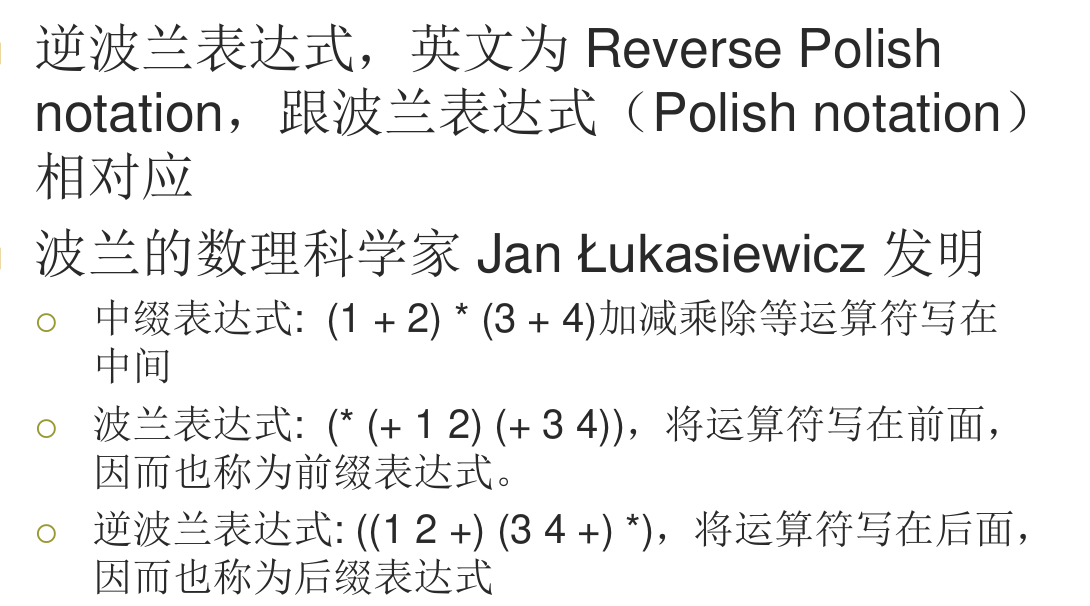 逆波兰表达式，英文为 Reverse Polish
notation，跟波兰表达式（Polish notation）
相对应
波兰的数理科学家 Jan Łukasiewicz 发明
中缀表达式:  (1 + 2) * (3 + 4)加减乘除等运算符写在
中间
波兰表达式:  (* (+ 1 2) (+ 3 4))，将运算符写在前面，
因而也称为前缀表达式。
逆波兰表达式: ((1 2 +) (3 4 +) *)，将运算符写在后面，
因而也称为后缀表达式